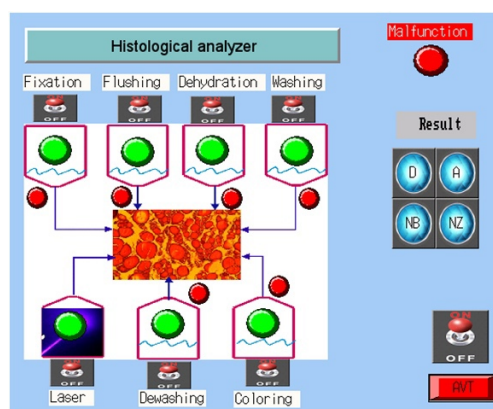 Histological analyzer
Malfunction
Fixation Flushing Dehydration Washing
OFF OFF OFF OFF
Result
D A
NB NZ
ON
OFF
OFF OFF OFF
AVT
Laser Dewashing Coloring